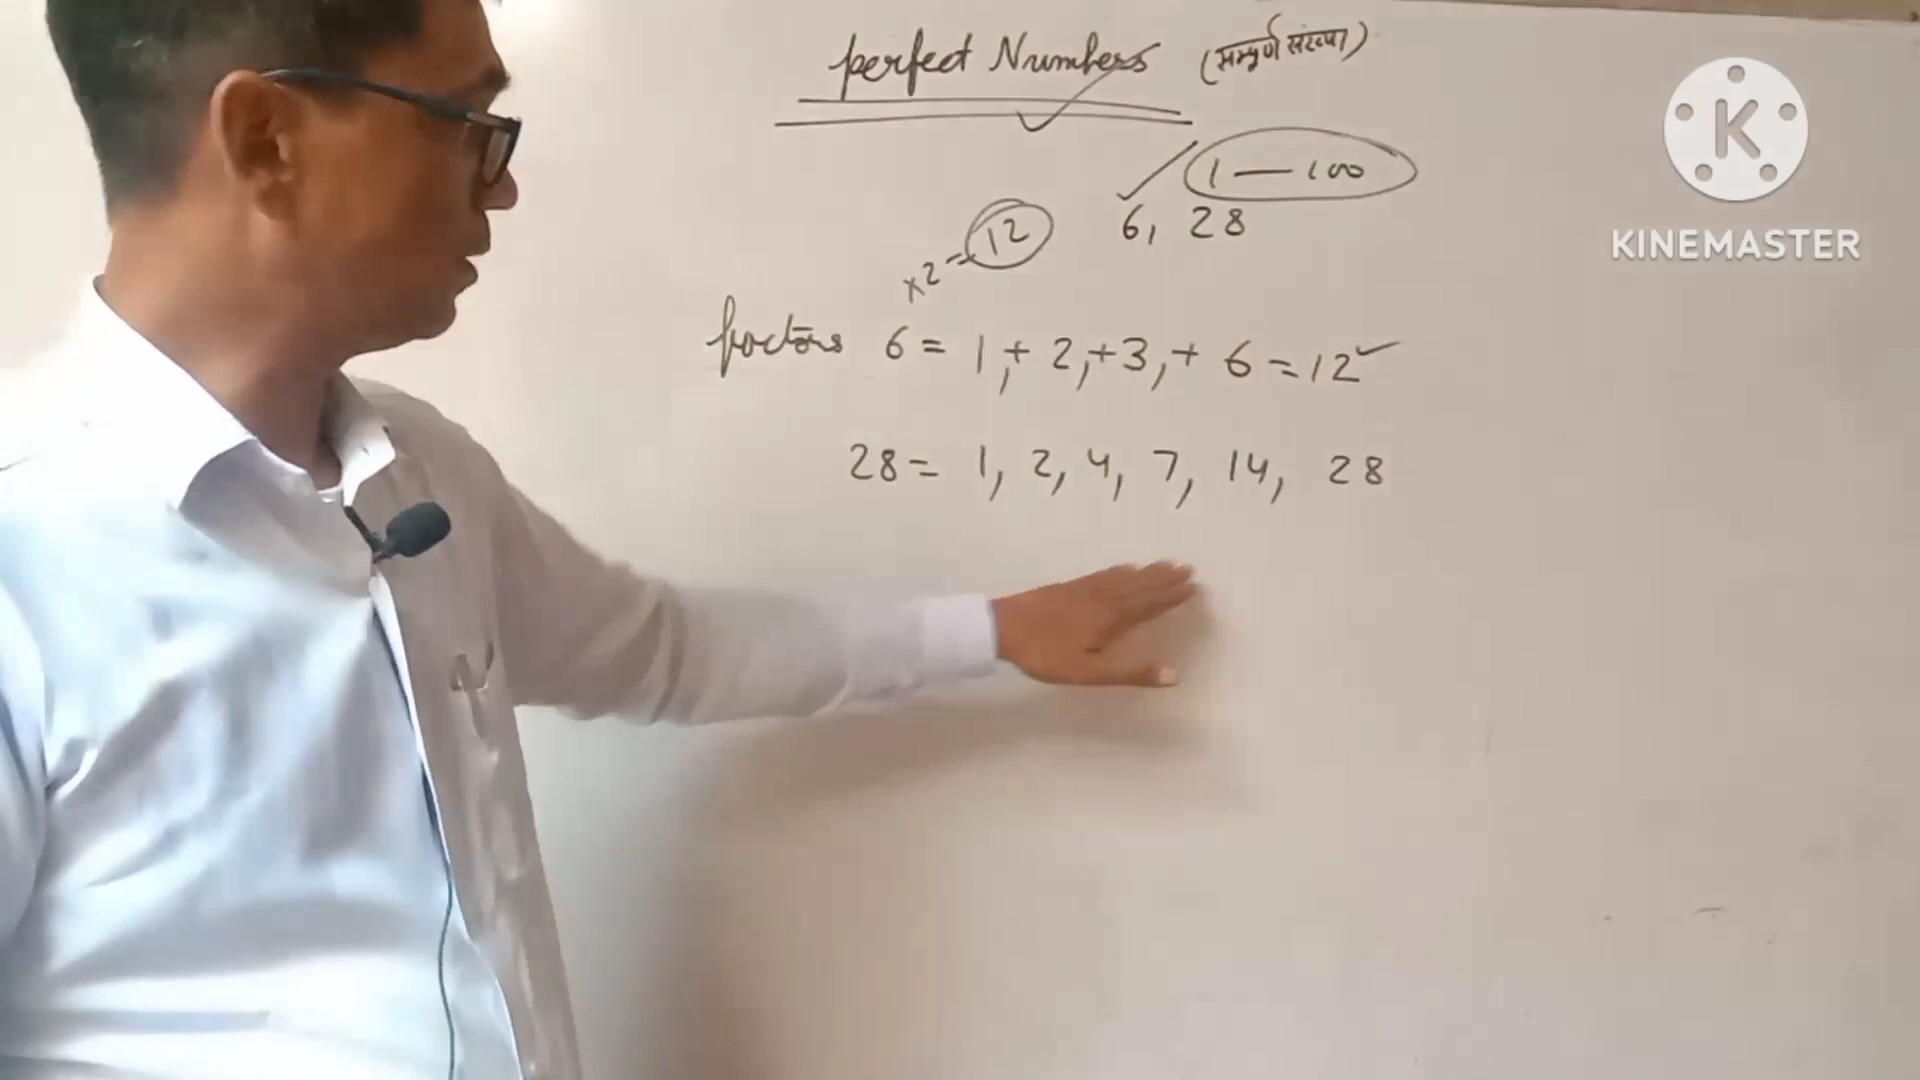 perfect Numbers (सम्पूर्ण संख्या)
1 — 100
6, 28
×2 = 12
factors 6 = 1, + 2, + 3, + 6 = 12
28 = 1, 2, 4, 7, 14, 28
K
KINEMASTER